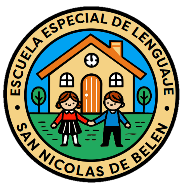 ESCUELA ESPECIAL DE LENGUAJE
SAN NICOLAS DE BELEN